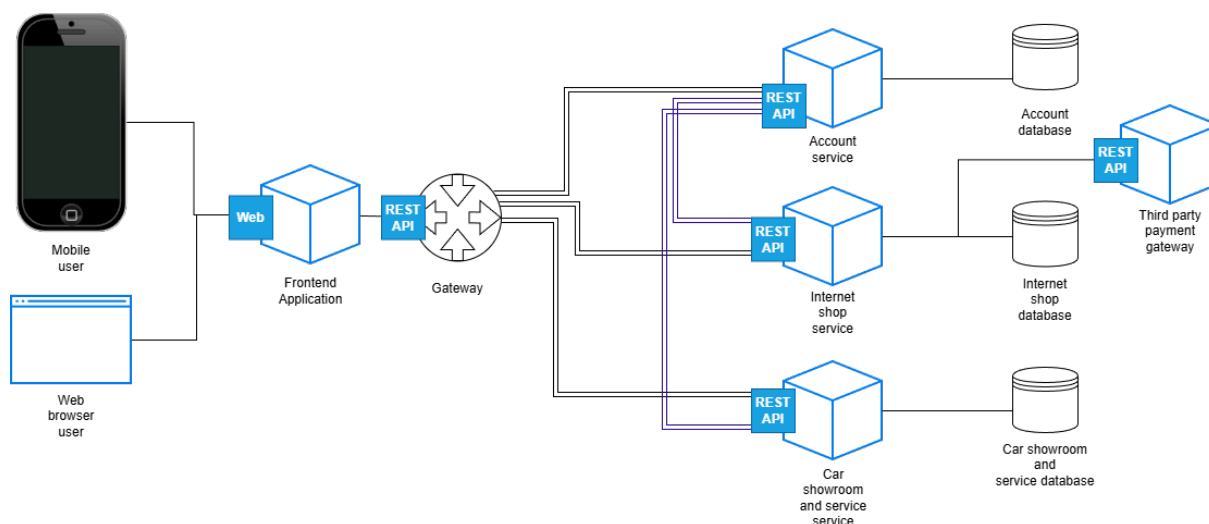 Mobile
user
Web
browser
user
Web
Frontend
Application
REST
API
Gateway
REST
API
Account
service
REST
API
Internet
shop
service
REST
API
Car
showroom
and service
service
Account
database
REST
API
Third party
payment
gateway
Internet
shop
database
Car showroom
and
service database